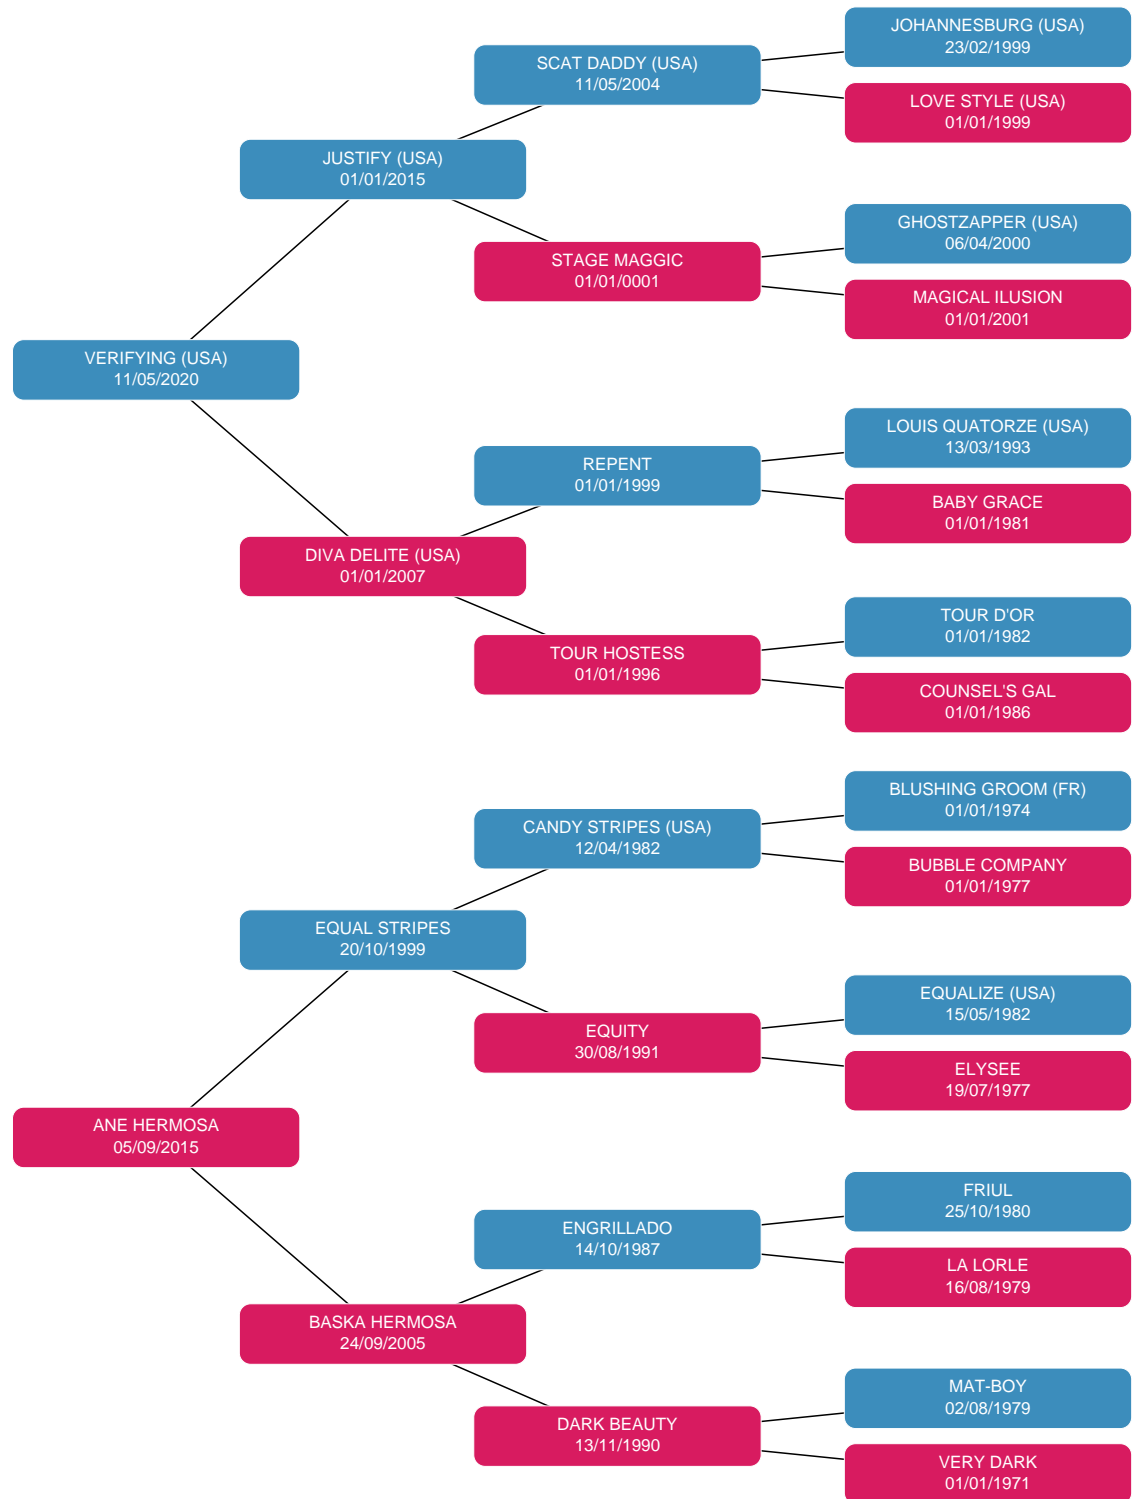 JOHANNESBURG (USA)
23/02/1999
SCAT DADDY (USA)
11/05/2004
LOVE STYLE (USA)
01/01/1999
JUSTIFY (USA)
01/01/2015
GHOSTZAPPER (USA)
06/04/2000
STAGE MAGGIC
01/01/0001
MAGICAL ILUSION
01/01/2001
VERIFYING (USA)
11/05/2020
LOUIS QUATORZE (USA)
13/03/1993
REPENT
01/01/1999
BABY GRACE
01/01/1981
DIVA DELITE (USA)
01/01/2007
TOUR D'OR
01/01/1982
TOUR HOSTESS
01/01/1996
COUNSEL'S GAL
01/01/1986
BLUSHING GROOM (FR)
01/01/1974
CANDY STRIPES (USA)
12/04/1982
BUBBLE COMPANY
01/01/1977
EQUAL STRIPES
20/10/1999
EQUALIZE (USA)
15/05/1982
EQUITY
30/08/1991
ELYSEE
19/07/1977
ANE HERMOSA
05/09/2015
FRIUL
25/10/1980
ENGRILLADO
14/10/1987
LA LORLE
16/08/1979
BASKA HERMOSA
24/09/2005
MAT-BOY
02/08/1979
DARK BEAUTY
13/11/1990
VERY DARK
01/01/1971